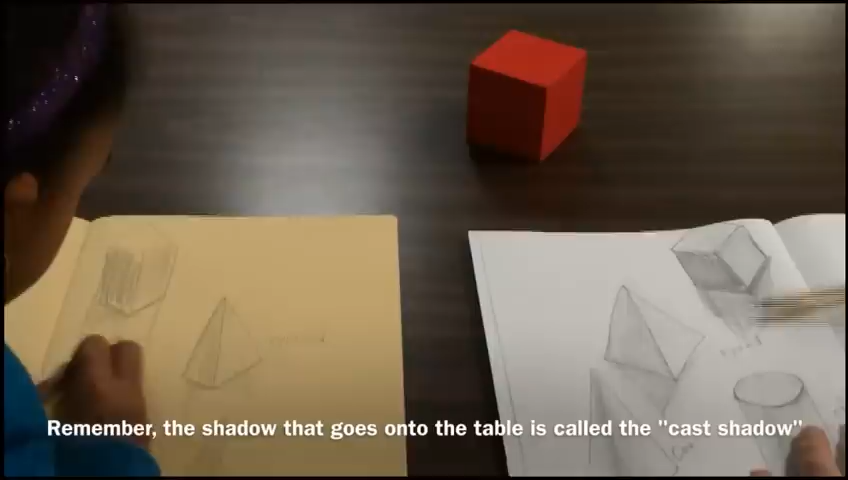 Remember, the shadow that goes onto the table is called the "cast shadow"